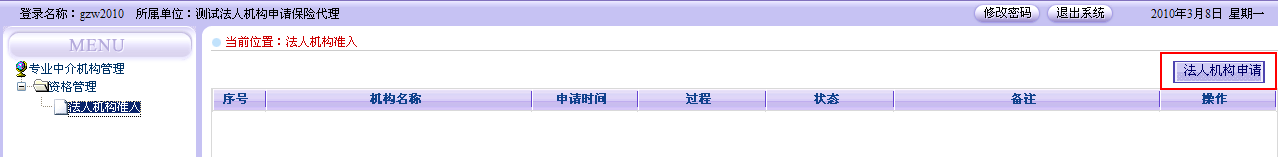 登录名称：gzw2010 所属单位：测试法人机构申请保险代理 修改密码 退出系统 2010年3月8日 星期一
MENU
专业中介机构管理
资格管理
法人机构准入
当前位置：法人机构准入
法人机构申请
序号 机构名称 申请时间 过程 状态 备注 操作